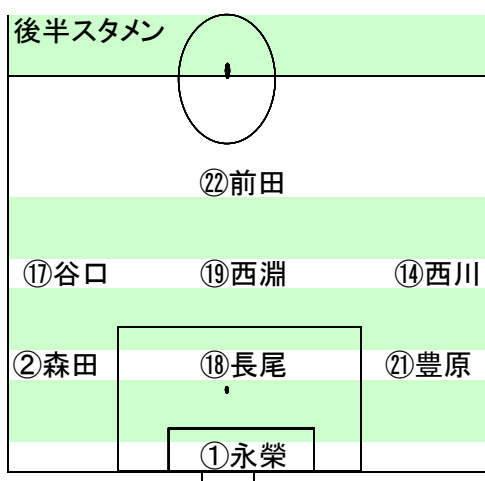 後半スタメン
㉒前田
⑰谷口 ⑲西淵 ⑭西川
②森田 ⑱長尾 ㉑豊原
①永榮